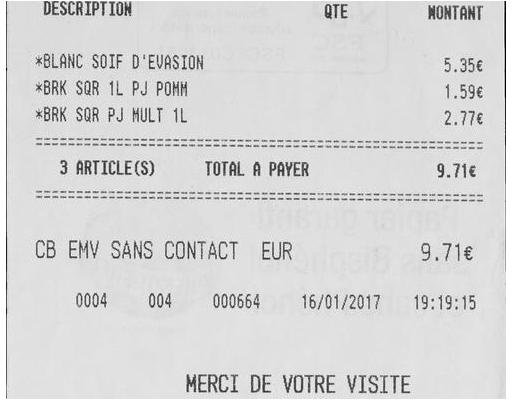 DESCRIPTION QTE MONTANT
*BLANC SOIF D'EVASION 5.35€
*BRK SQR 1L PJ POMM 1.59€
*BRK SQR PJ MULT 1L 2.77€
3 ARTICLE(S) TOTAL A PAYER 9.71€
CB EMV SANS CONTACT EUR 9.71€
0004 004 000664 16/01/2017 19:19:15
MERCI DE VOTRE VISITE